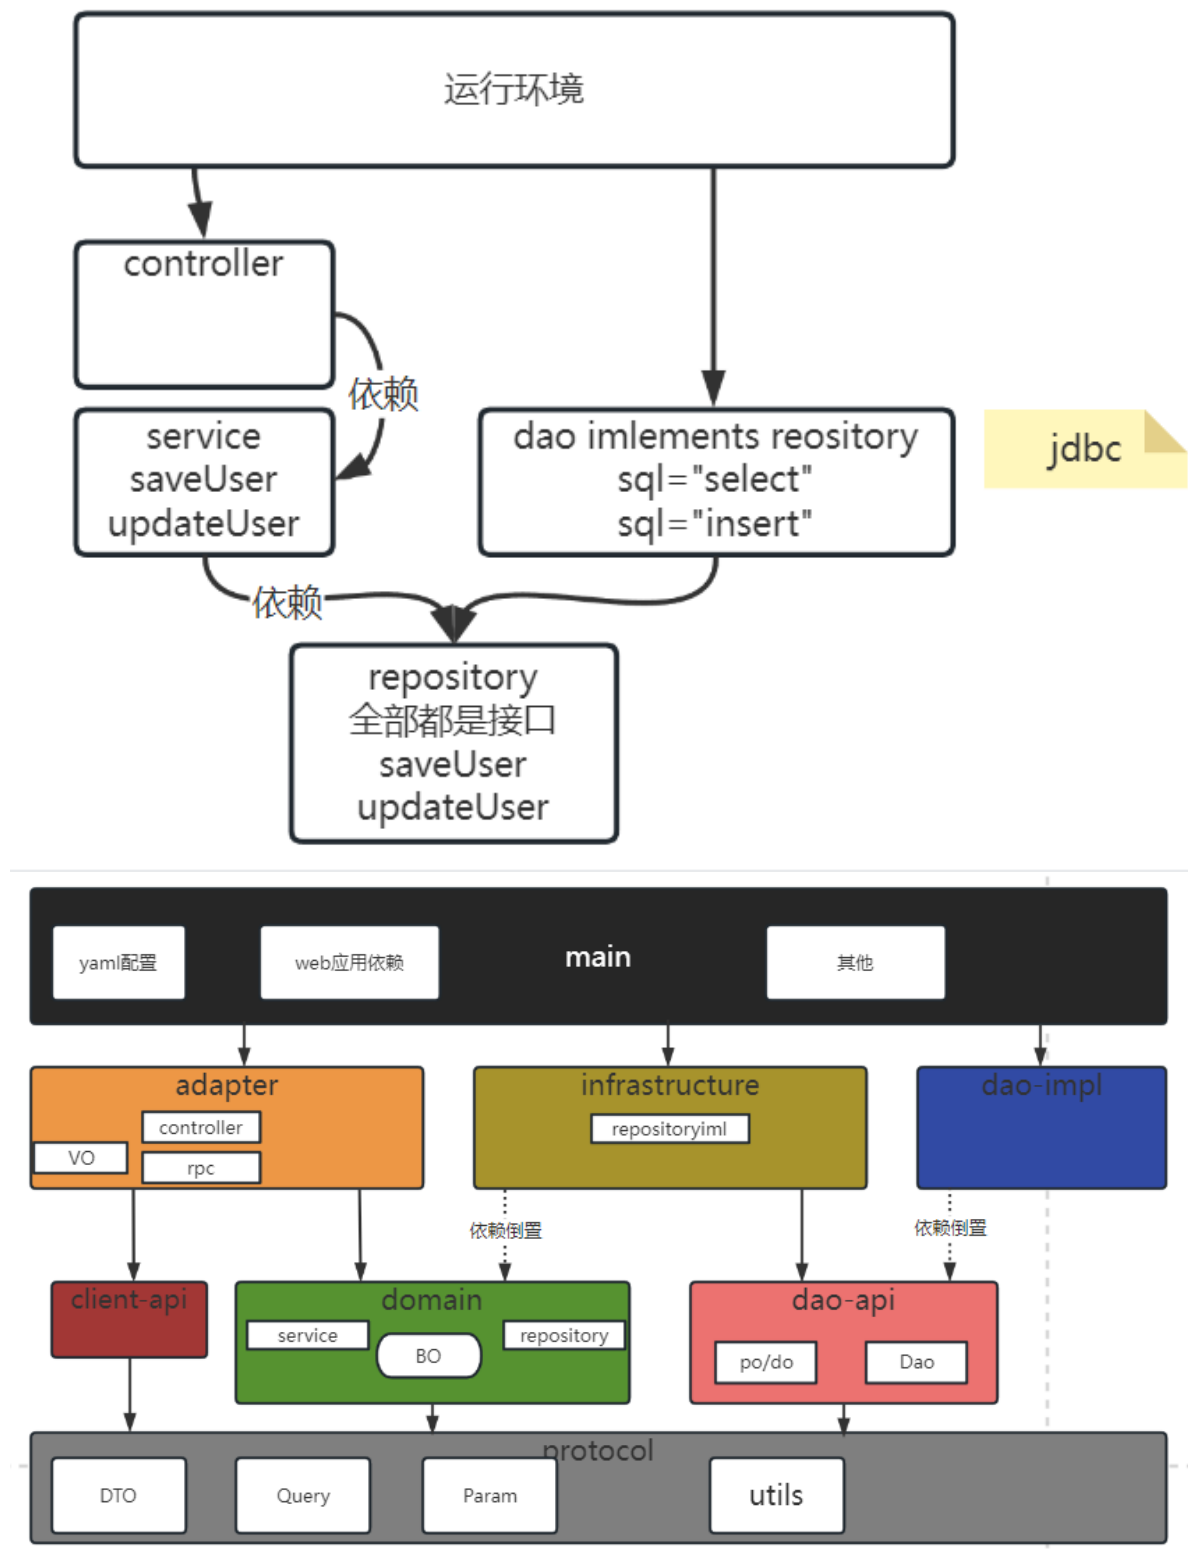 运行环境
controller
依赖
service
saveUser
updateUser
dao imlements reository
sql="select"
sql="insert"
jdbc
依赖
repository
全部都是接口
saveUser
updateUser
yaml配置
web应用依赖
main
其他
adapter
controller
VO
rpc
infrastructure
repositoryiml
dao-impl
依赖倒置
依赖倒置
client-api
domain
service
BO
repository
dao-api
po/do
Dao
protocol
DTO
Query
Param
utils